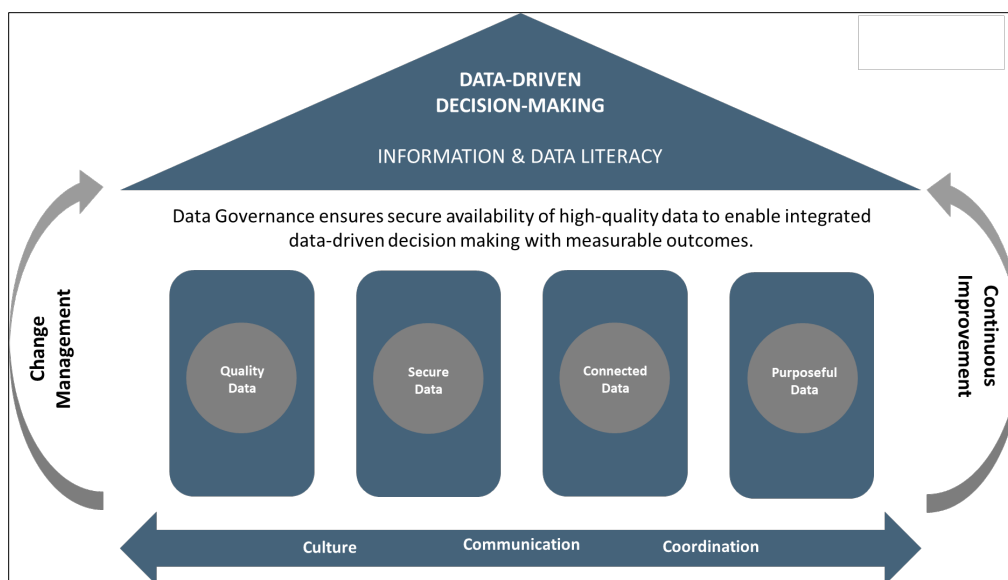 DATA-DRIVEN
DECISION-MAKING
INFORMATION & DATA LITERACY
Data Governance ensures secure availability of high-quality data to enable integrated
data-driven decision making with measurable outcomes.
Change
Management
Quality
Data
Secure
Data
Connected
Data
Purposeful
Data
Continuous
Improvement
Culture
Communication
Coordination